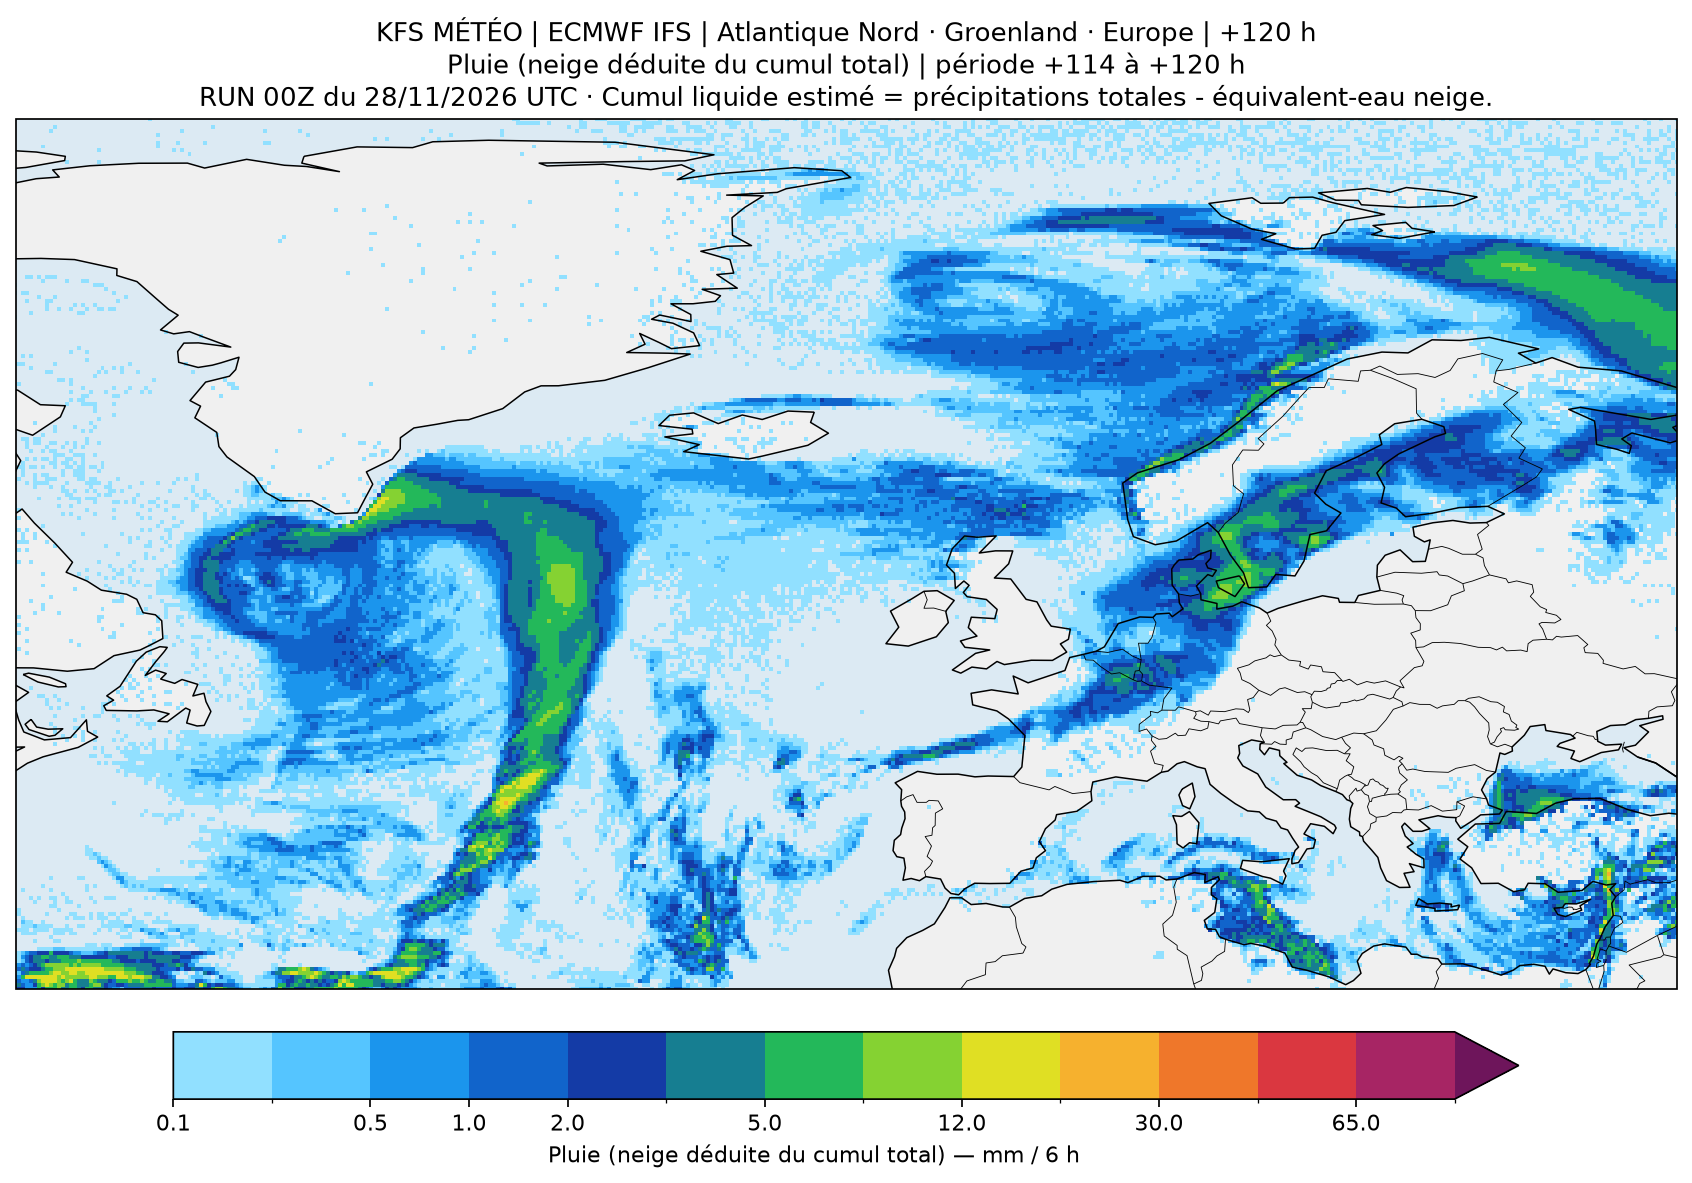 KFS MÉTÉO | ECMWF IFS | Atlantique Nord · Groenland · Europe | +120 h
Pluie (neige déduite du cumul total) | période +114 à +120 h
RUN 00Z du 28/11/2026 UTC · Cumul liquide estimé = précipitations totales - équivalent-eau neige.
0.1 0.5 1.0 2.0 5.0 12.0 30.0 65.0
Pluie (neige déduite du cumul total) — mm / 6 h